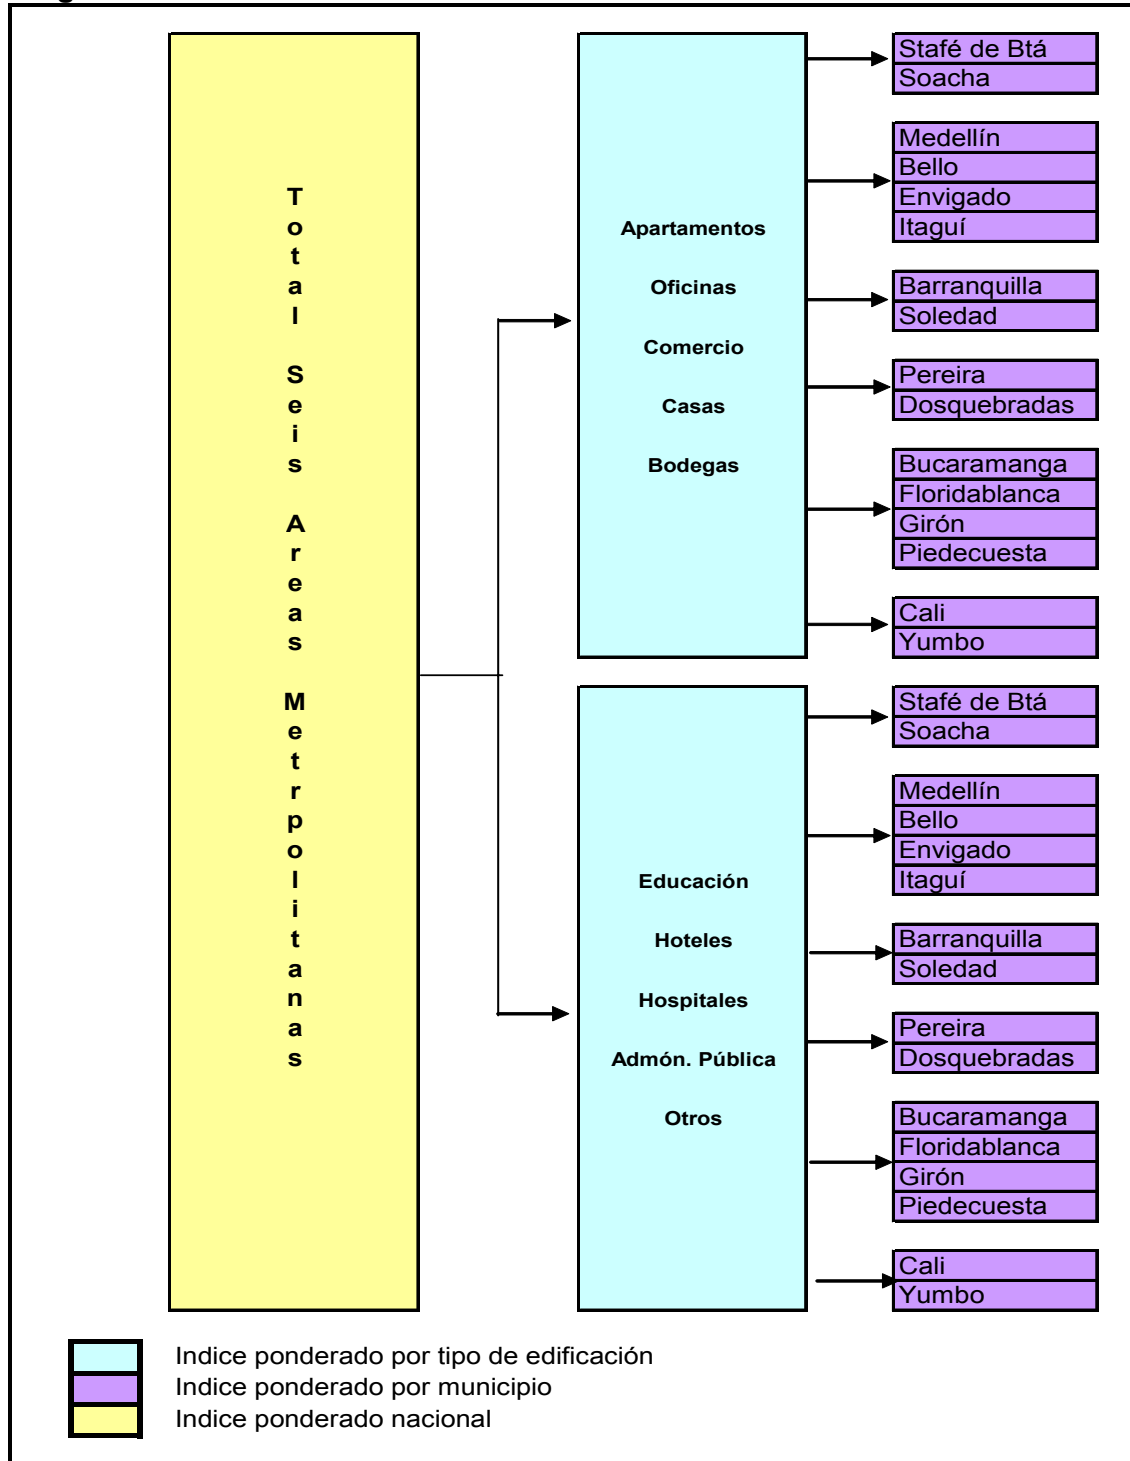 Total Seis Areas Metrpolitanas
Apartamentos
Oficinas
Comercio
Casas
Bodegas
Stafé de Btá
Soacha
Medellín
Bello
Envigado
Itaguí
Barranquilla
Soledad
Pereira
Dosquebradas
Bucaramanga
Floridablanca
Girón
Piedecuesta
Cali
Yumbo
Educación
Hoteles
Hospitales
Admón. Pública
Otros
Stafé de Btá
Soacha
Medellín
Bello
Envigado
Itaguí
Barranquilla
Soledad
Pereira
Dosquebradas
Bucaramanga
Floridablanca
Girón
Piedecuesta
Cali
Yumbo
Indice ponderado por tipo de edificación
Indice ponderado por municipio
Indice ponderado nacional